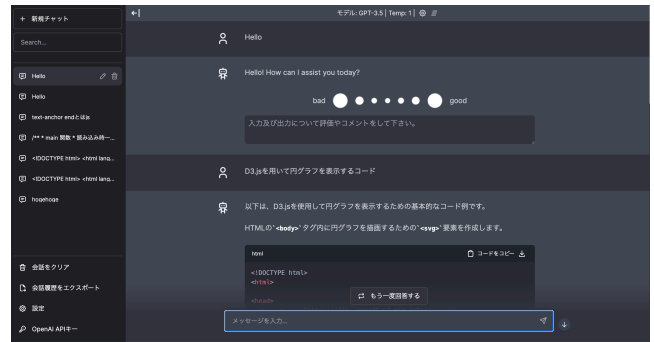 + 新規チャット
Search...
Hello
Hello
text-anchor endとはjs
/** * main 関数 * 読み込み時一...
<!DOCTYPE html> <html lang...
<!DOCTYPE html> <html lang...
hogehoge
会話をクリア
会話履歴をエクスポート
設定
OpenAI APIキー
モデル: GPT-3.5 | Temp: 1 |
Hello
Hello! How can I assist you today?
bad good
入力及び出力について評価やコメントをして下さい。
D3.jsを用いて円グラフを表示するコード
以下は、D3.jsを使用して円グラフを表示するための基本的なコード例です。
HTMLの`<body>`タグ内に円グラフを描画するための`<svg>`要素を作成します。
html コードをコピー
<!DOCTYPE html>
<html>
<head>
もう一度回答する
メッセージを入力...